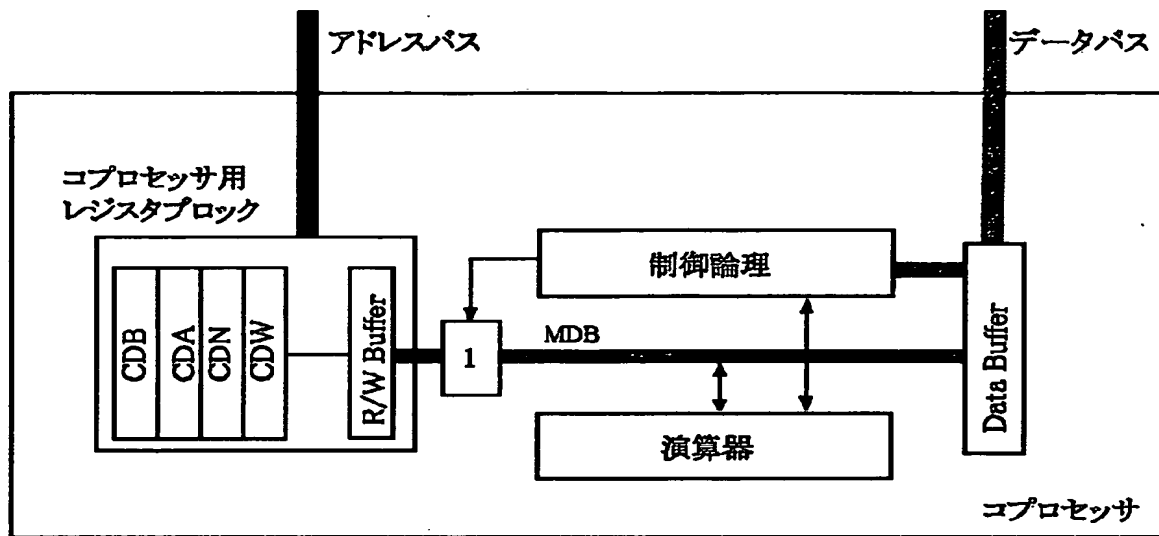 アドレスバス
データバス
コプロセッサ用
レジスタブロック
制御論理
CDB
CDA
CDN
CDW
R/W Buffer
1
MDB
Data Buffer
演算器
コプロセッサ